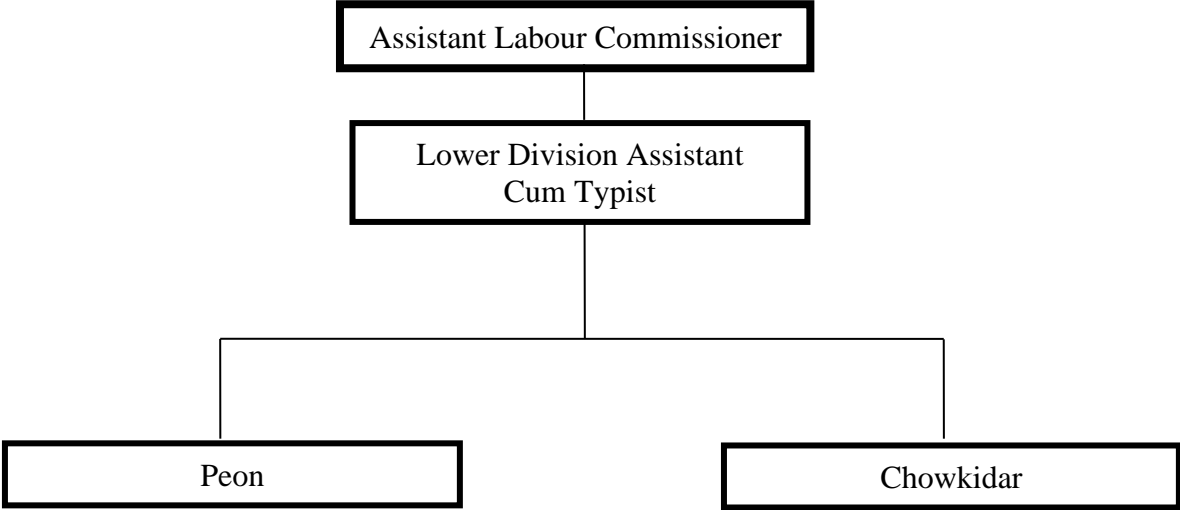 Assistant Labour Commissioner
Lower Division Assistant
Cum Typist
Peon
Chowkidar